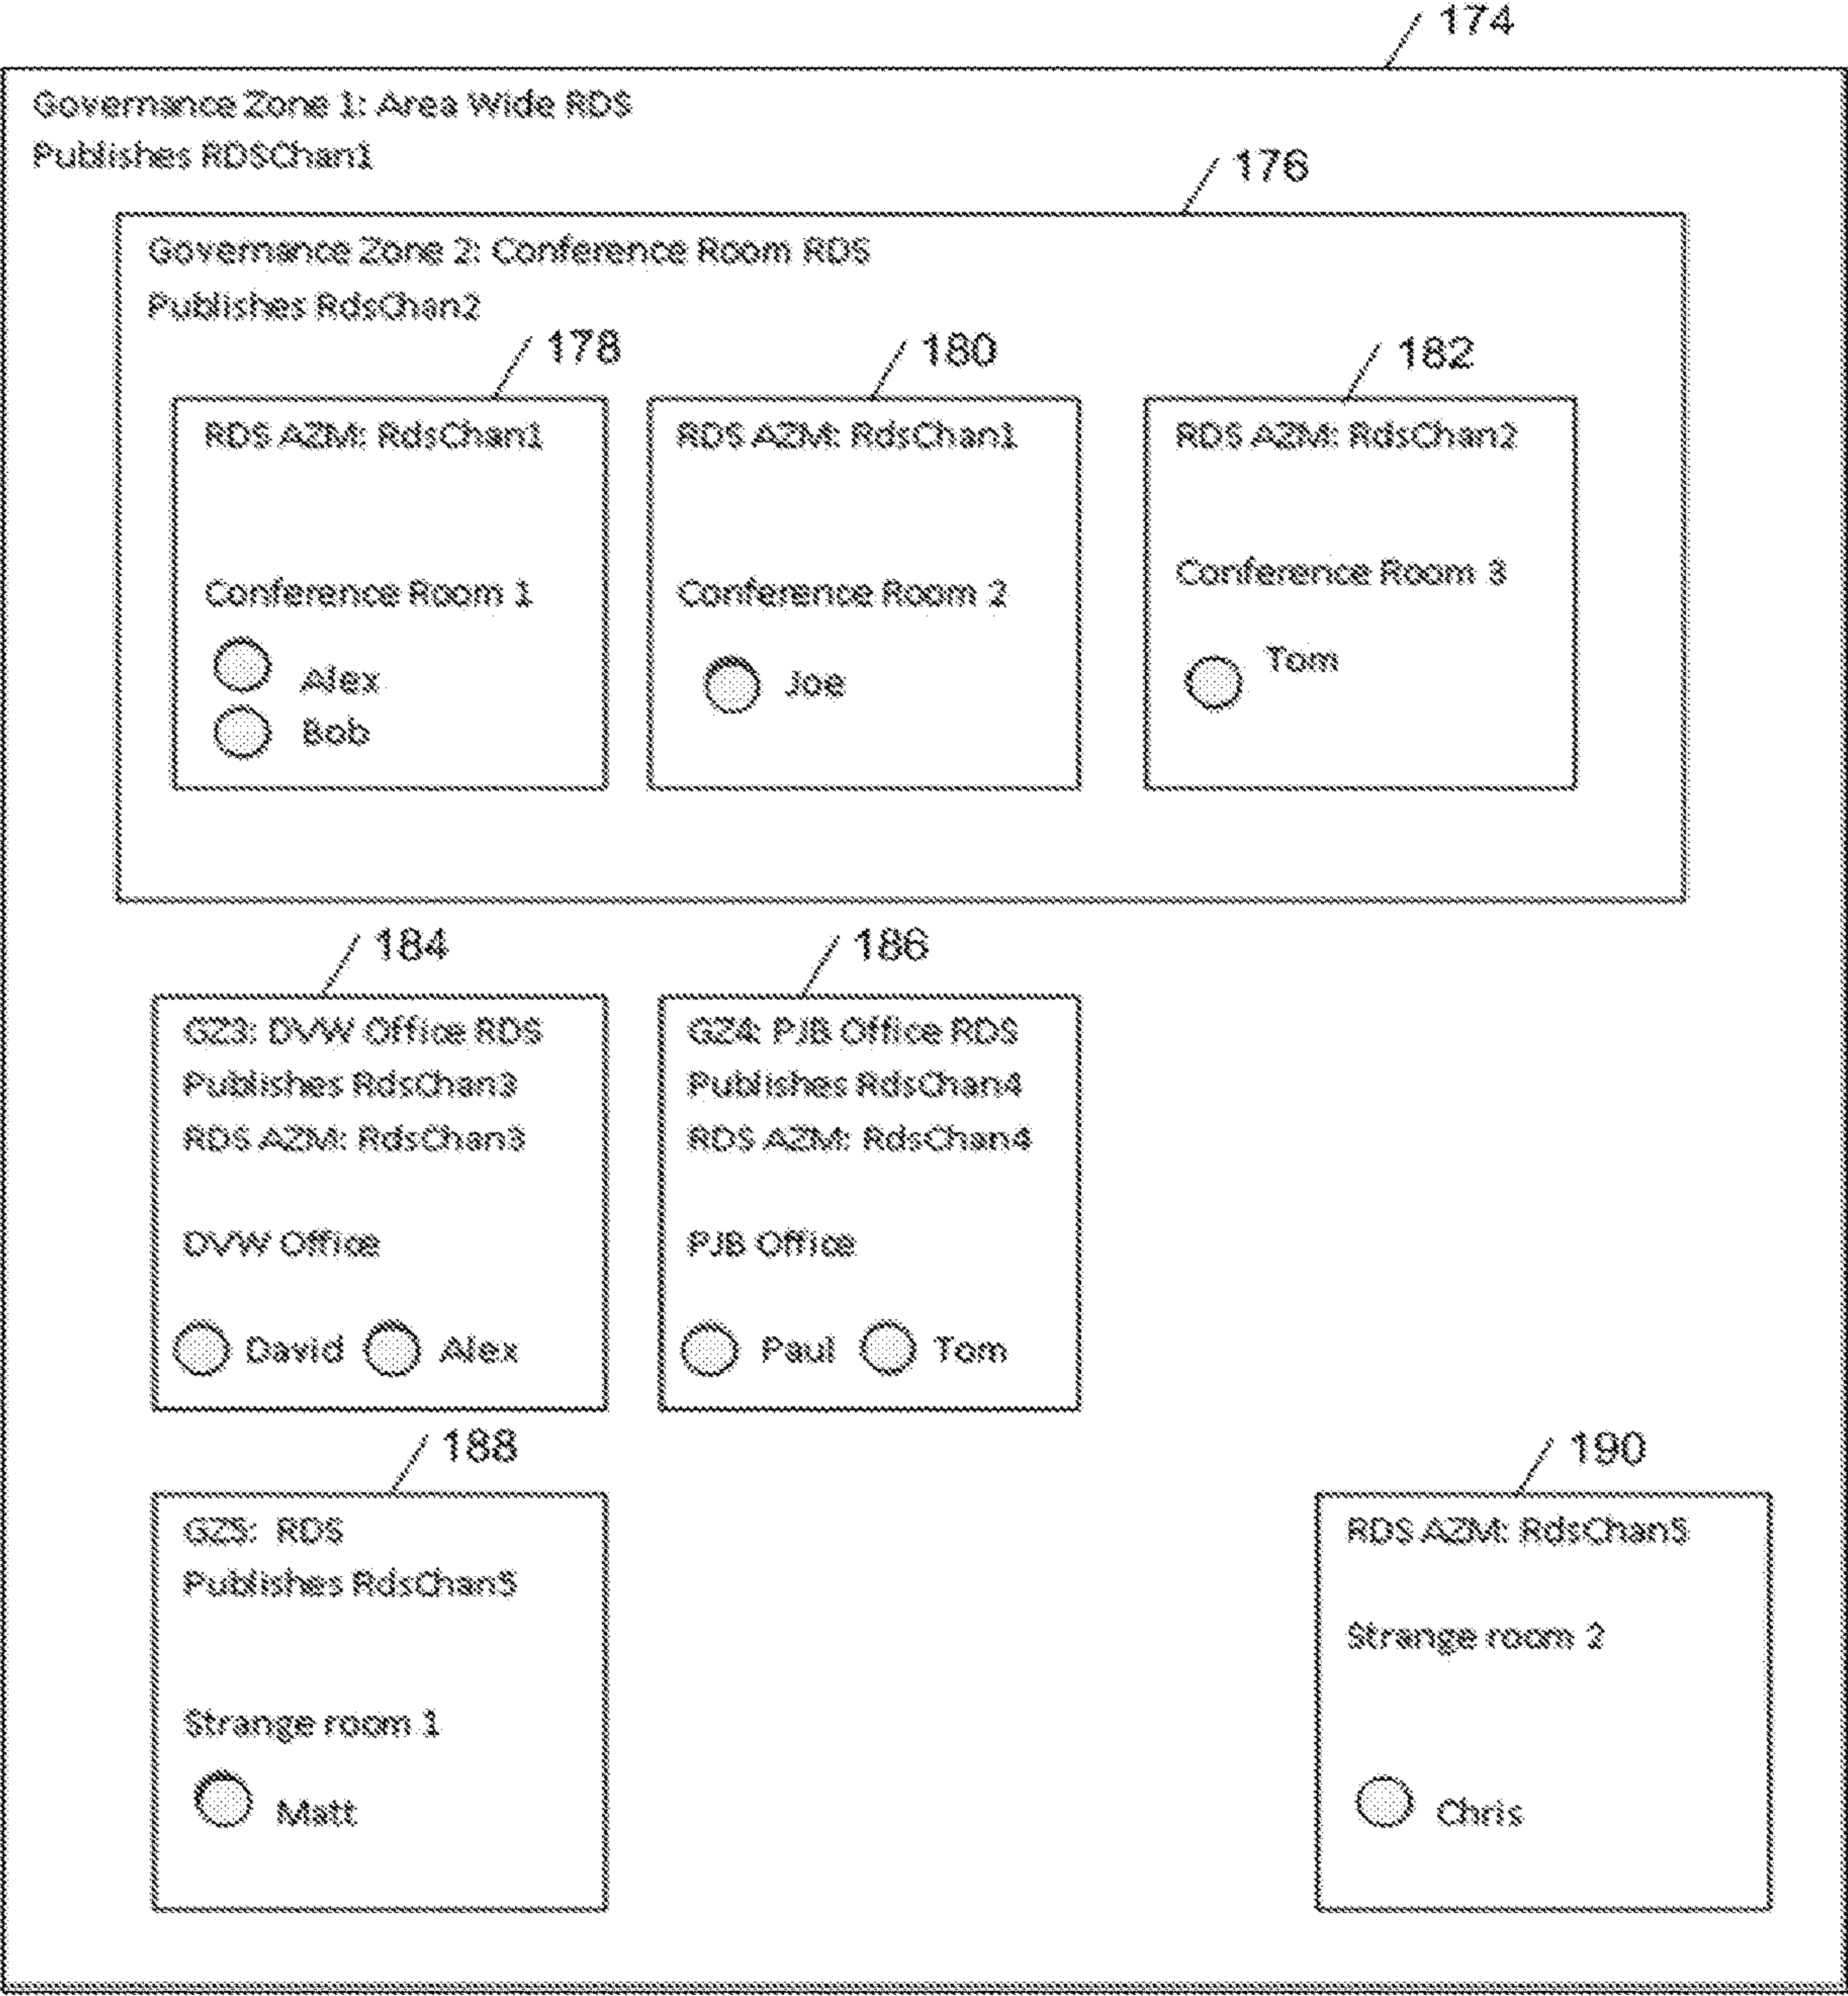 174
Governance Zone 1: Area Wide RDS
Publishes RDSChan1
176
Governance Zone 2: Conference Room RDS
Publishes RdsChan2
178
180
182
RDS AZM: RdsChan1
RDS AZM: RdsChan1
RDS AZM: RdsChan2
Conference Room 1
Conference Room 2
Conference Room 3
Alex
Joe
Tom
Bob
184
186
GZ3: DVW Office RDS
Publishes RdsChan3
RDS AZM: RdsChan3
DVW Office
David
Alex
GZ4: PJB Office RDS
Publishes RdsChan4
RDS AZM: RdsChan4
PJB Office
Paul
Tom
188
190
GZ5: RDS
Publishes RdsChan5
Strange room 1
Matt
RDS AZM: RdsChan5
Strange room 2
Chris